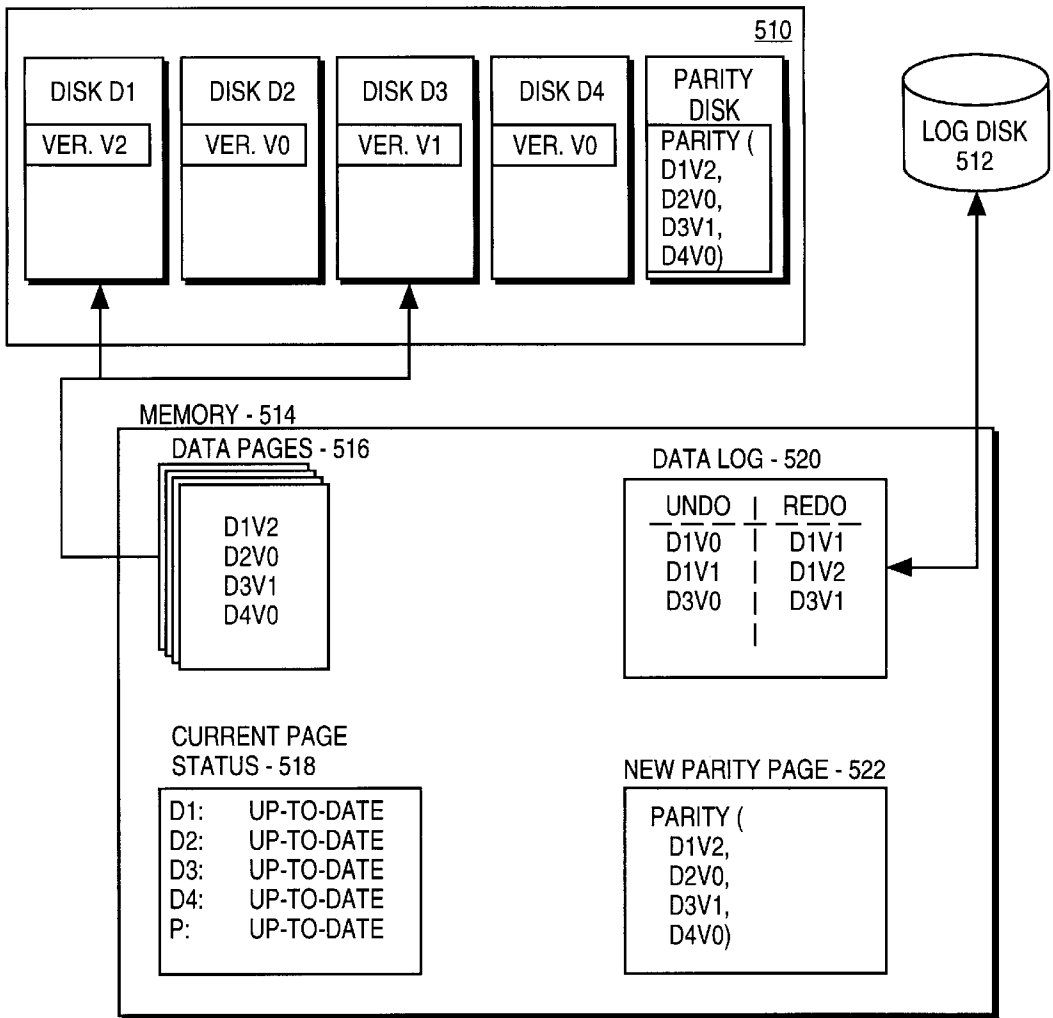 510
DISK D1
VER. V2
DISK D2
VER. V0
DISK D3
VER. V1
DISK D4
VER. V0
PARITY
DISK
PARITY (
D1V2,
D2V0,
D3V1,
D4V0)
LOG DISK
512
MEMORY - 514
DATA PAGES - 516
D1V2
D2V0
D3V1
D4V0
DATA LOG - 520
UNDO | REDO
D1V0 | D1V1
D1V1 | D1V2
D3V0 | D3V1
CURRENT PAGE
STATUS - 518
D1: UP-TO-DATE
D2: UP-TO-DATE
D3: UP-TO-DATE
D4: UP-TO-DATE
P: UP-TO-DATE
NEW PARITY PAGE - 522
PARITY (
D1V2,
D2V0,
D3V1,
D4V0)